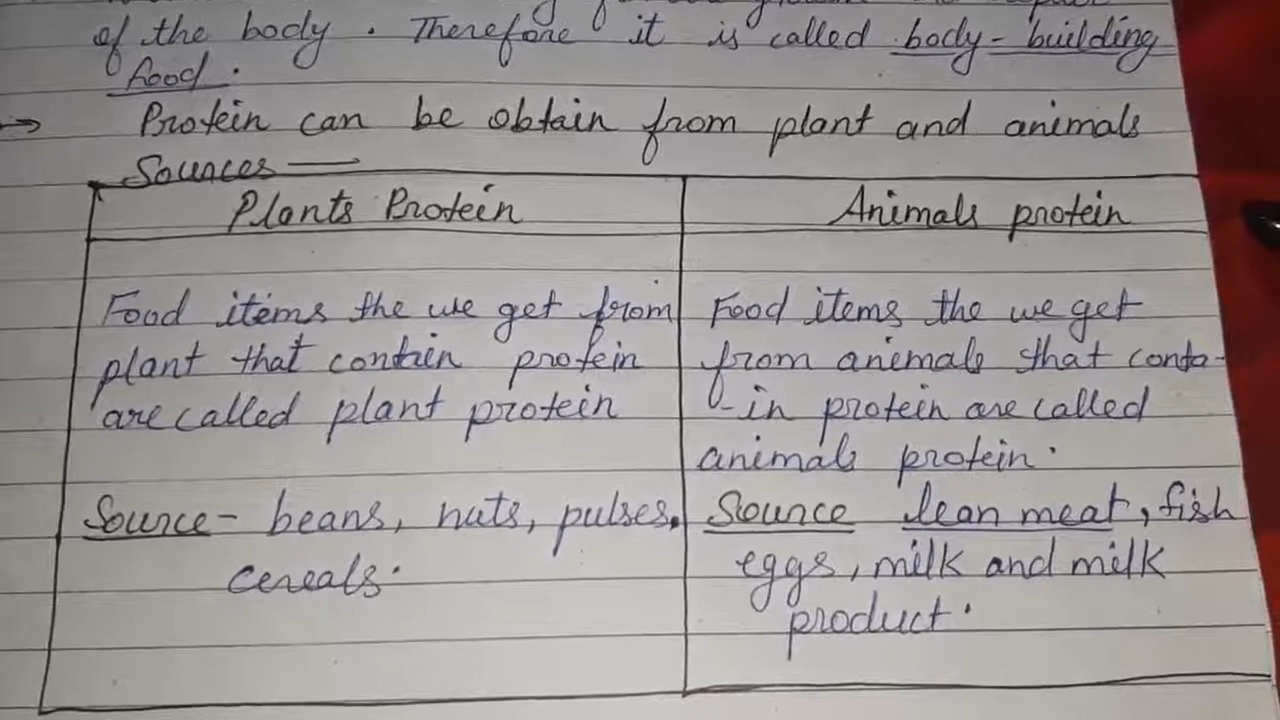 of the body. Therefore it is called body-building
food.
→ Protein can be obtain from plant and animals
Sources —
Plants Protein
Food items the we get from
plant that contain protein
are called plant protein
Source - beans, nuts, pulses,
cereals.
Animals protein
Food items the we get
from animals that conta-
-in protein are called
animals protein.
Source lean meat, fish
eggs, milk and milk
product.